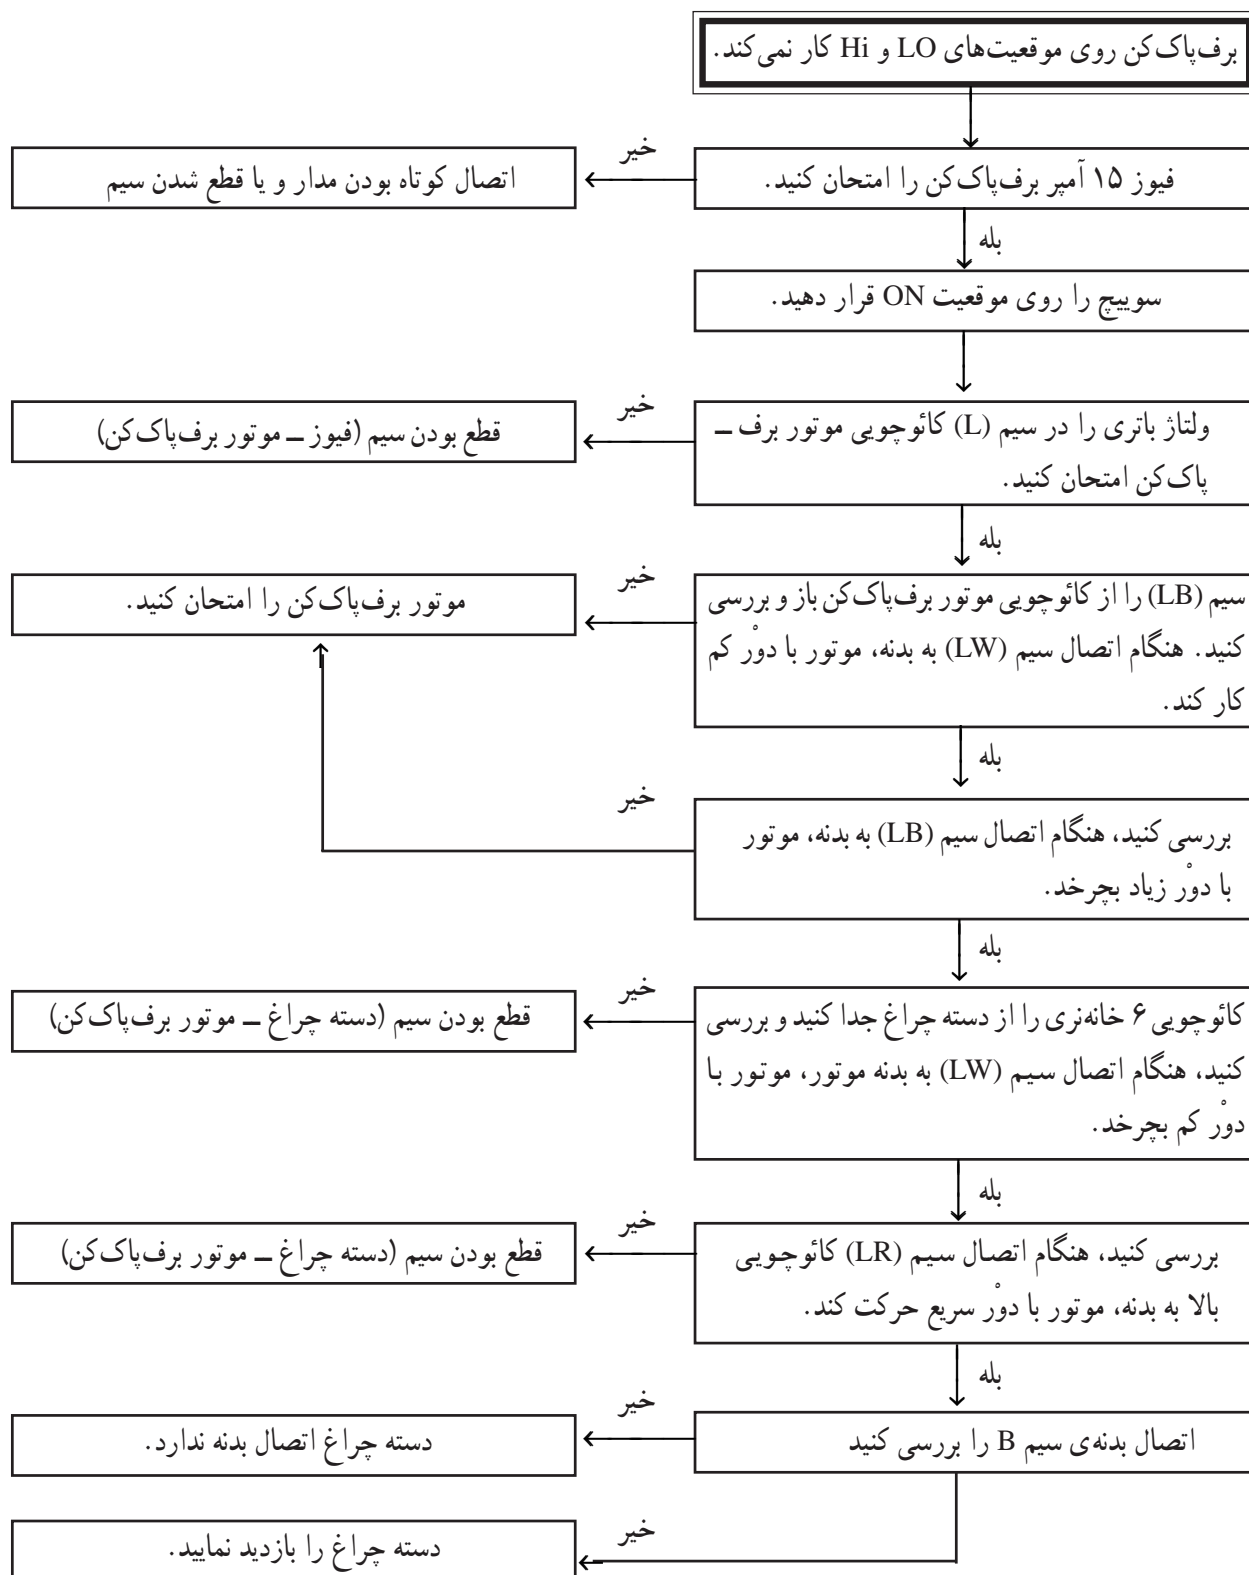 برف‌پاک‌کن روی موقعیت‌های LO و Hi کار نمی‌کند.
خیر
فیوز ۱۵ آمپر برف‌پاک‌کن را امتحان کنید.
اتصال کوتاه بودن مدار و یا قطع شدن سیم
بله
سوییچ را روی موقعیت ON قرار دهید.
خیر
ولتاژ باتری را در سیم (L) کائوچویی موتور برف ــ
پاک‌کن امتحان کنید.
قطع بودن سیم (فیوز ــ موتور برف‌پاک‌کن)
بله
خیر
سیم (LB) را از کائوچویی موتور برف‌پاک‌کن باز و بررسی
کنید. هنگام اتصال سیم (LW) به بدنه، موتور با دوْر کم
کار کند.
موتور برف‌پاک‌کن را امتحان کنید.
بله
خیر
بررسی کنید، هنگام اتصال سیم (LB) به بدنه، موتور
با دوْر زیاد بچرخد.
بله
خیر
کائوچویی ۶ خانه‌نری را از دسته چراغ جدا کنید و بررسی
کنید، هنگام اتصال سیم (LW) به بدنه موتور، موتور با
دوْر کم بچرخد.
قطع بودن سیم (دسته چراغ ــ موتور برف‌پاک‌کن)
بله
خیر
بررسی کنید، هنگام اتصال سیم (LR) کائوچویی
بالا به بدنه، موتور با دوْر سریع حرکت کند.
قطع بودن سیم (دسته چراغ ــ موتور برف‌پاک‌کن)
بله
خیر
اتصال بدنه‌ی سیم B را بررسی کنید
دسته چراغ اتصال بدنه ندارد.
خیر
دسته چراغ را بازدید نمایید.